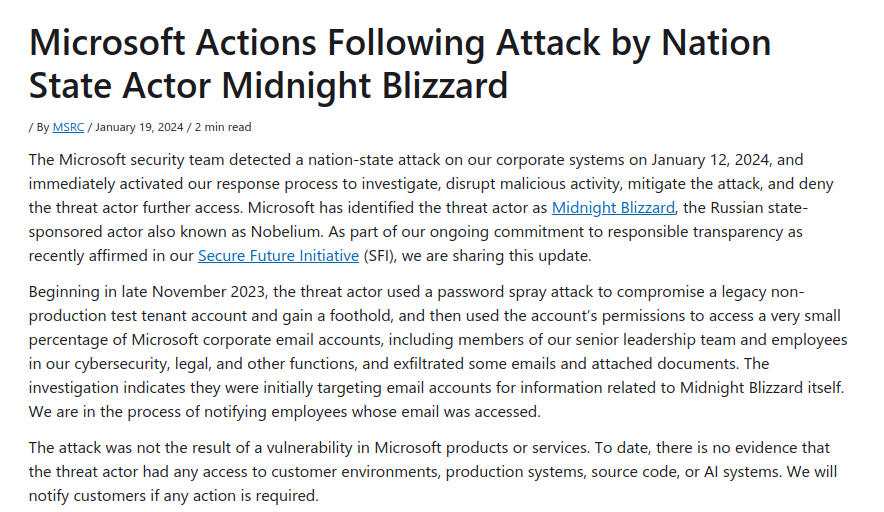 Microsoft Actions Following Attack by Nation
State Actor Midnight Blizzard
/ By MSRC / January 19, 2024 / 2 min read
The Microsoft security team detected a nation-state attack on our corporate systems on January 12, 2024, and
immediately activated our response process to investigate, disrupt malicious activity, mitigate the attack, and deny
the threat actor further access. Microsoft has identified the threat actor as Midnight Blizzard, the Russian state-
sponsored actor also known as Nobelium. As part of our ongoing commitment to responsible transparency as
recently affirmed in our Secure Future Initiative (SFI), we are sharing this update.
Beginning in late November 2023, the threat actor used a password spray attack to compromise a legacy non-
production test tenant account and gain a foothold, and then used the account's permissions to access a very small
percentage of Microsoft corporate email accounts, including members of our senior leadership team and employees
in our cybersecurity, legal, and other functions, and exfiltrated some emails and attached documents. The
investigation indicates they were initially targeting email accounts for information related to Midnight Blizzard itself.
We are in the process of notifying employees whose email was accessed.
The attack was not the result of a vulnerability in Microsoft products or services. To date, there is no evidence that
the threat actor had any access to customer environments, production systems, source code, or AI systems. We will
notify customers if any action is required.